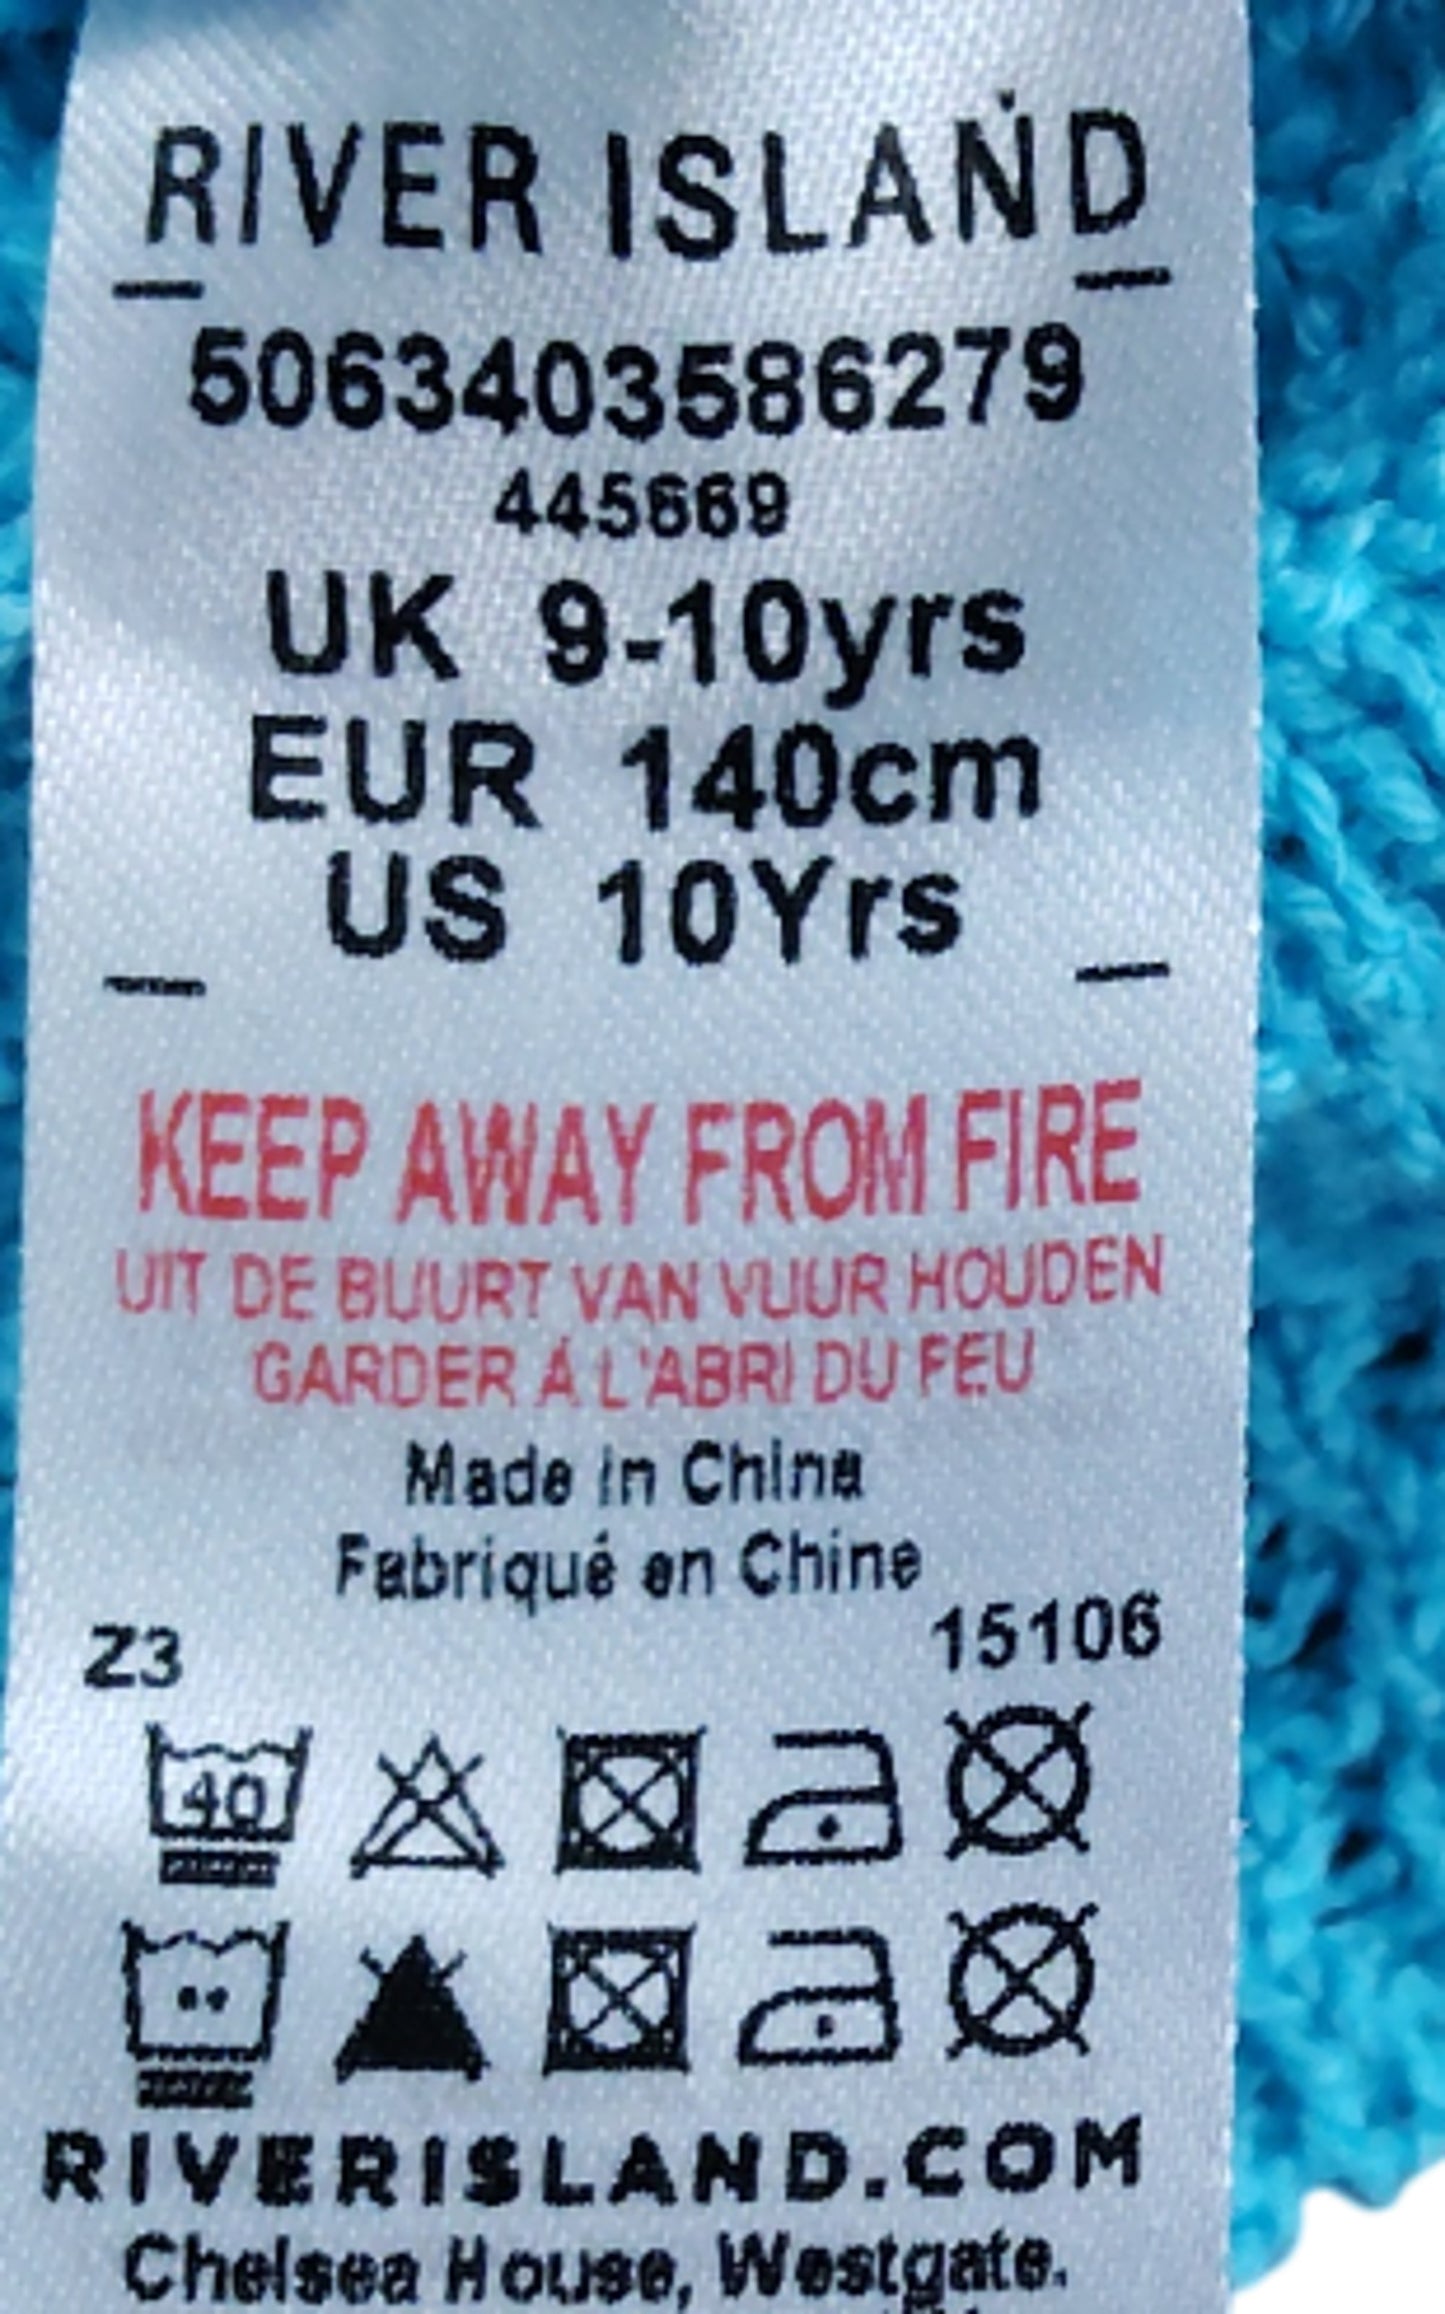 RIVER ISLAND
5063403586279
445669
UK 9-10yrs
EUR 140cm
US 10Yrs
KEEP AWAY FROM FIRE
UIT DE BUURT VAN VUUR HOUDEN
GARDER Á L'ABRI DU FEU
Made in China
Fabriqué en Chine
Z3 15106
40
RIVERISLAND.COM
Chelsea House, Westgate,